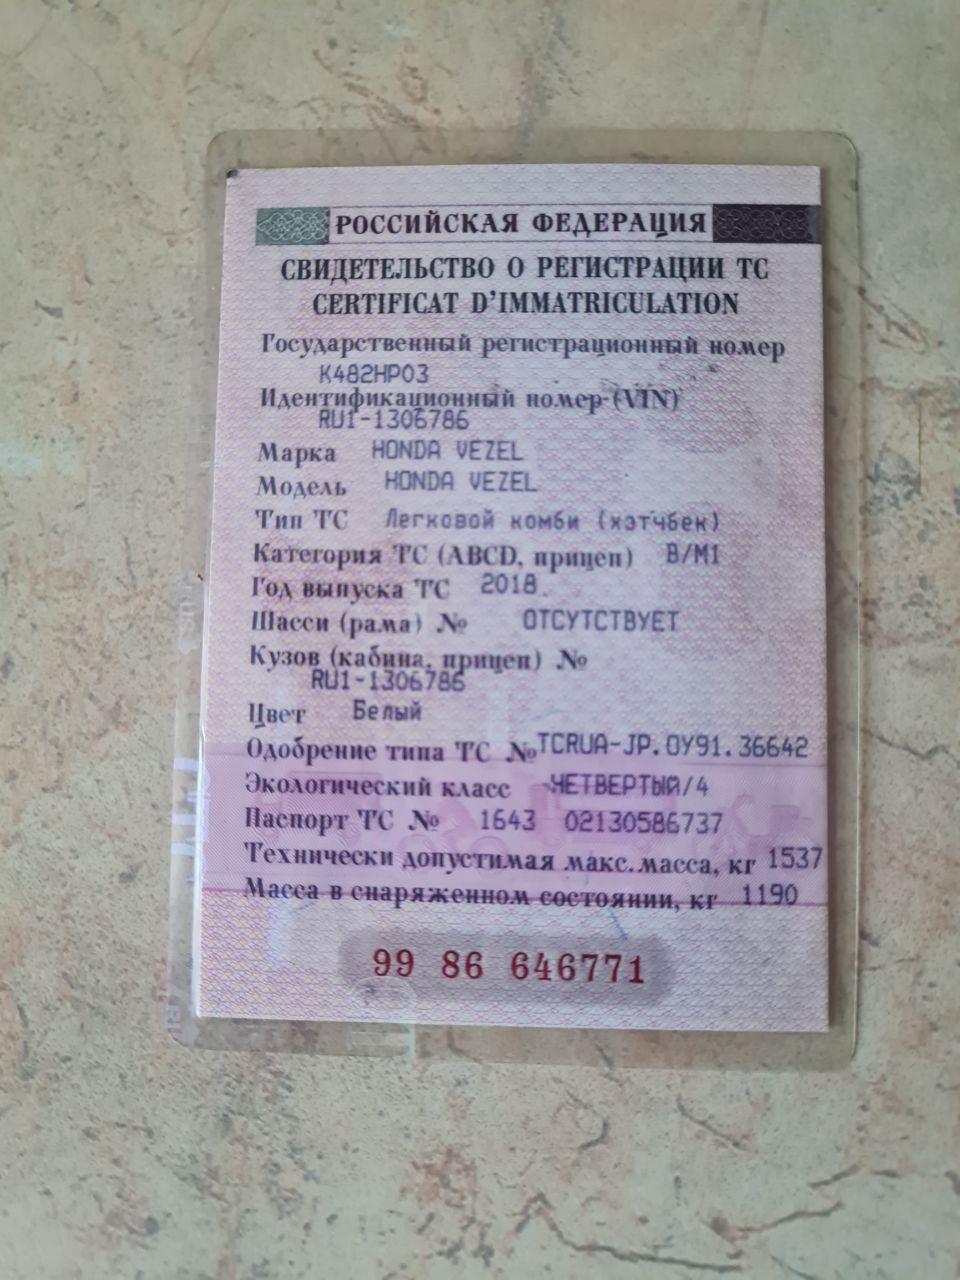 РОССИЙСКАЯ ФЕДЕРАЦИЯ
СВИДЕТЕЛЬСТВО О РЕГИСТРАЦИИ ТС
CERTIFICAT D'IMMATRICULATION
Государственный регистрационный номер
К482НР03
Идентификационный номер (VIN)
RU1-1306786
Марка HONDA VEZEL
Модель HONDA VEZEL
Тип ТС Легковой комби (хэтчбек)
Категория ТС (ABCD, прицеп) B/M1
Год выпуска ТС 2018
Шасси (рама) № ОТСУТСТВУЕТ
Кузов (кабина, прицеп) №
RU1-1306786
Цвет Белый
Одобрение типа ТС № TCRUA-JP.OY91.36642
Экологический класс ЧЕТВЕРТЫЙ/4
Паспорт ТС № 1643 02130586737
Технически допустимая макс. масса, кг 1537
Масса в снаряженном состоянии, кг 1190
99 86 646771